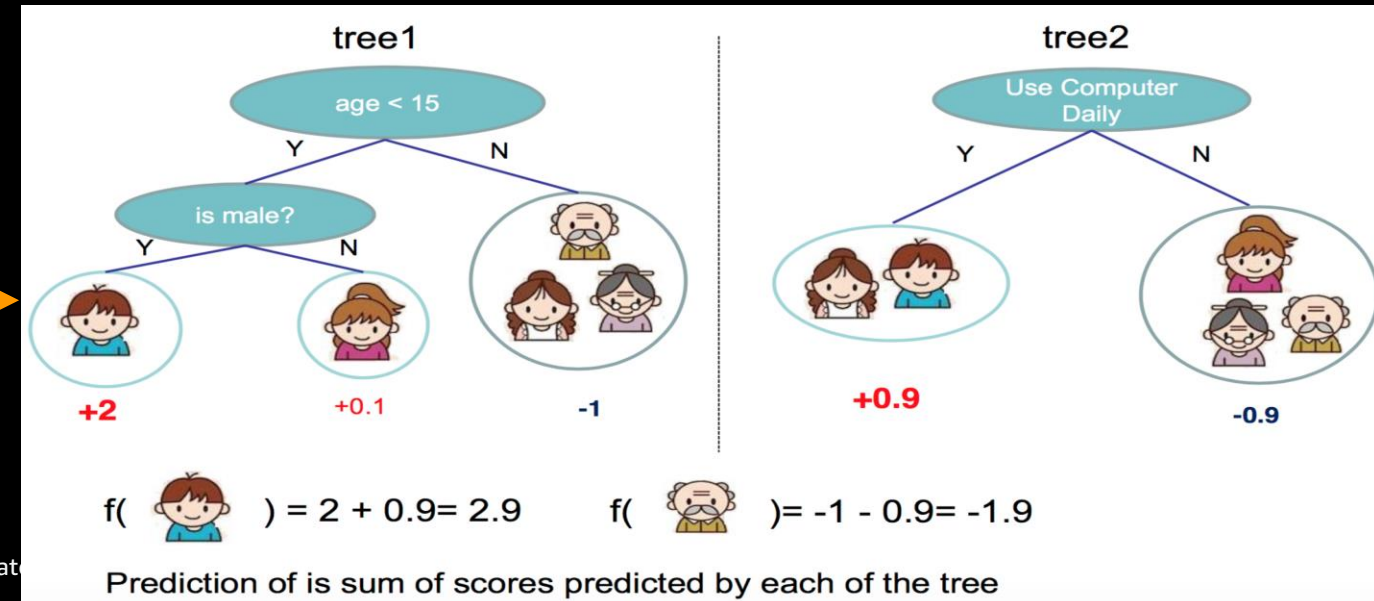 tree1
age < 15
Y
N
is male?
Y
N
+2
+0.1
-1
tree2
Use Computer
Daily
Y
N
+0.9
-0.9
f( ) = 2 + 0.9= 2.9
f( )= -1 - 0.9= -1.9
Prediction of is sum of scores predicted by each of the tree